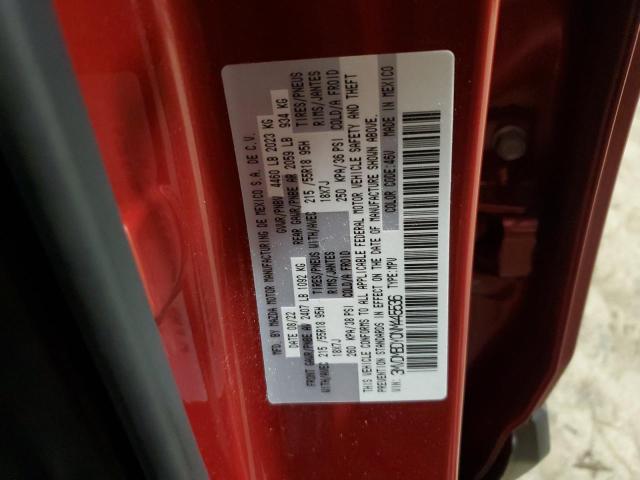 MFD. BY MAZDA MOTOR MANUFACTURING DE MEXICO S.A. DE C.V.
DATE 08/22 GVWR/PNBV 4460 LB 2023 KG
FRONT GAWR/PNBE AV 2407 LB 1092 KG REAR GAWR/PNBE AR 2059 LB 934 KG
WITH/AVEC 215 /55R18 95H TIRES/PNEUS WITH/AVEC 215 /55R18 95H TIRES/PNEUS
18X7J RIMS/JANTES 18X7J RIMS/JANTES
260 KPA/38 PSI COLD/A FROID 250 KPA/36 PSI COLD/A FROID
THIS VEHICLE CONFORMS TO ALL APPLICABLE FEDERAL MOTOR VEHICLE SAFETY AND THEFT
PREVENTION STANDARDS IN EFFECT ON THE DATE OF MANUFACTURE SHOWN ABOVE.
VIN: TYPE:MPV COLOR CODE:46V MADE IN MEXICO